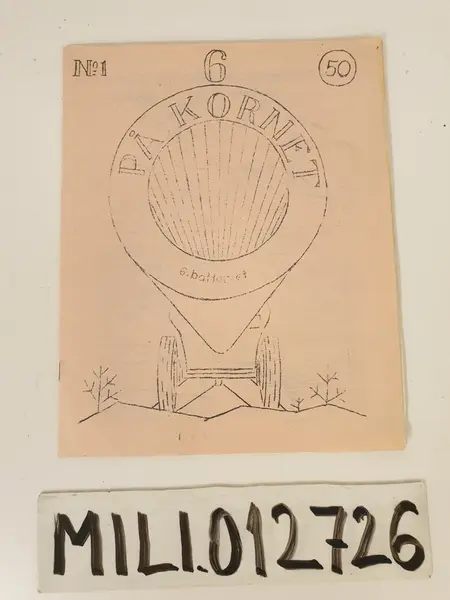 №1
6
50
PÅ KORNET
6. batteriet
MILI.012726